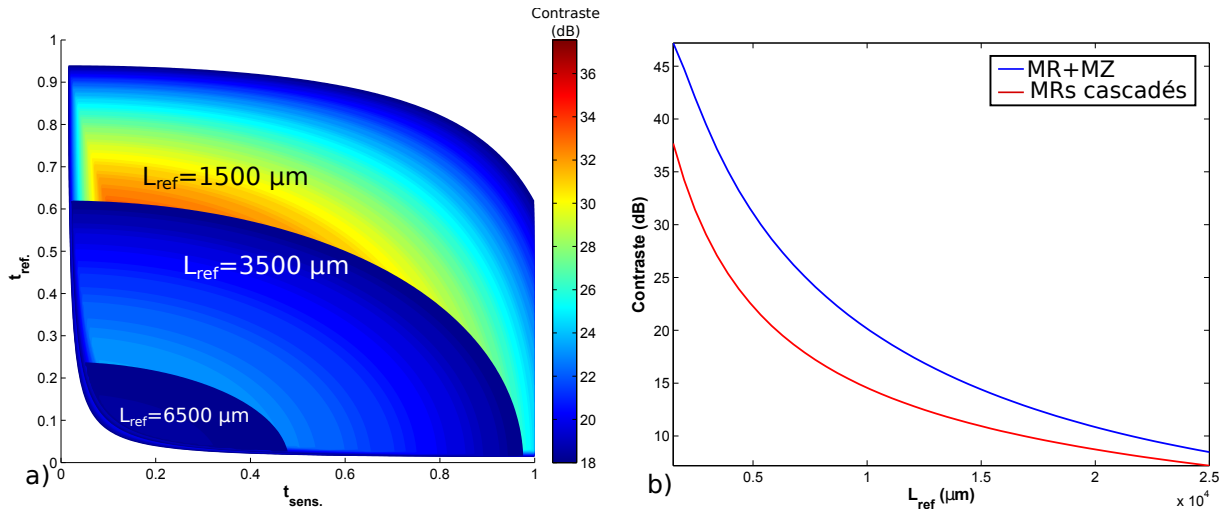 Contraste
(dB)
1
0.9
0.8
0.7
0.6
0.5
0.4
0.3
0.2
0.1
0
t_ref.
L_ref=1500 µm
L_ref=3500 µm
L_ref=6500 µm
0
0.2
0.4
0.6
0.8
1
t_sens.
a)
36
34
32
30
28
26
24
22
20
18
MR+MZ
MRs cascadés
45
40
35
30
25
20
15
10
Contraste (dB)
0.5
1
1.5
2
2.5
x 10⁴
L_ref (µm)
b)